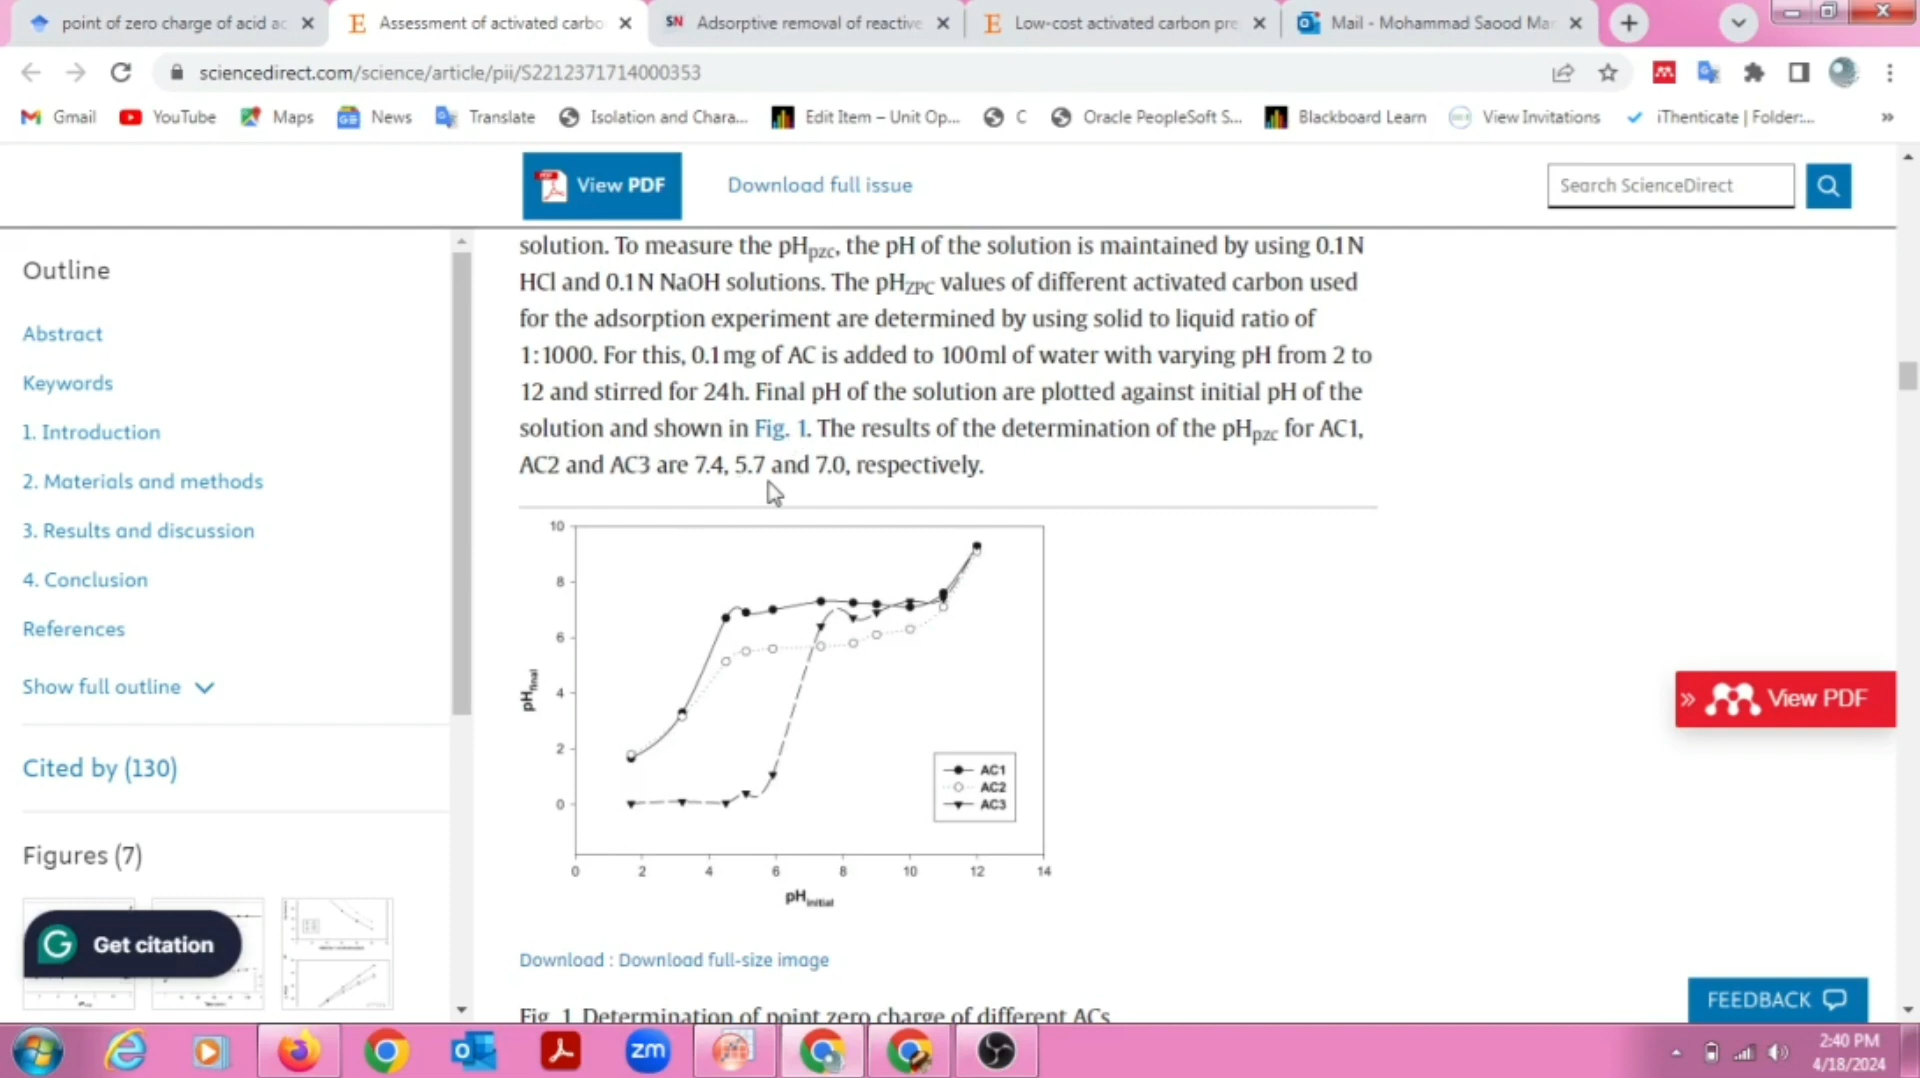 point of zero charge of acid ac
Assessment of activated carbo
SN Adsorptive removal of reactive
Low-cost activated carbon pre
Mail - Mohammad Saood Ma
sciencedirect.com/science/article/pii/S2212371714000353
Gmail YouTube Maps News Translate Isolation and Chara... Edit Item – Unit Op... C Oracle PeopleSoft S... Blackboard Learn View Invitations iThenticate | Folder:... »
View PDF
Download full issue
Search ScienceDirect
solution. To measure the pHpzc, the pH of the solution is maintained by using 0.1 N
HCl and 0.1 N NaOH solutions. The pHZPC values of different activated carbon used
for the adsorption experiment are determined by using solid to liquid ratio of
1:1000. For this, 0.1 mg of AC is added to 100 ml of water with varying pH from 2 to
12 and stirred for 24 h. Final pH of the solution are plotted against initial pH of the
solution and shown in Fig. 1. The results of the determination of the pHpzc for AC1,
AC2 and AC3 are 7.4, 5.7 and 7.0, respectively.
Outline
Abstract
Keywords
1. Introduction
2. Materials and methods
3. Results and discussion
4. Conclusion
References
Show full outline
Cited by (130)
Figures (7)
G Get citation
10
8
6
4
2
0
pHfinal
AC1
AC2
AC3
0 2 4 6 8 10 12 14
pHinitial
Download : Download full-size image
Fig. 1. Determination of point zero charge of different ACs
» View PDF
FEEDBACK
zm
2:40 PM
4/18/2024